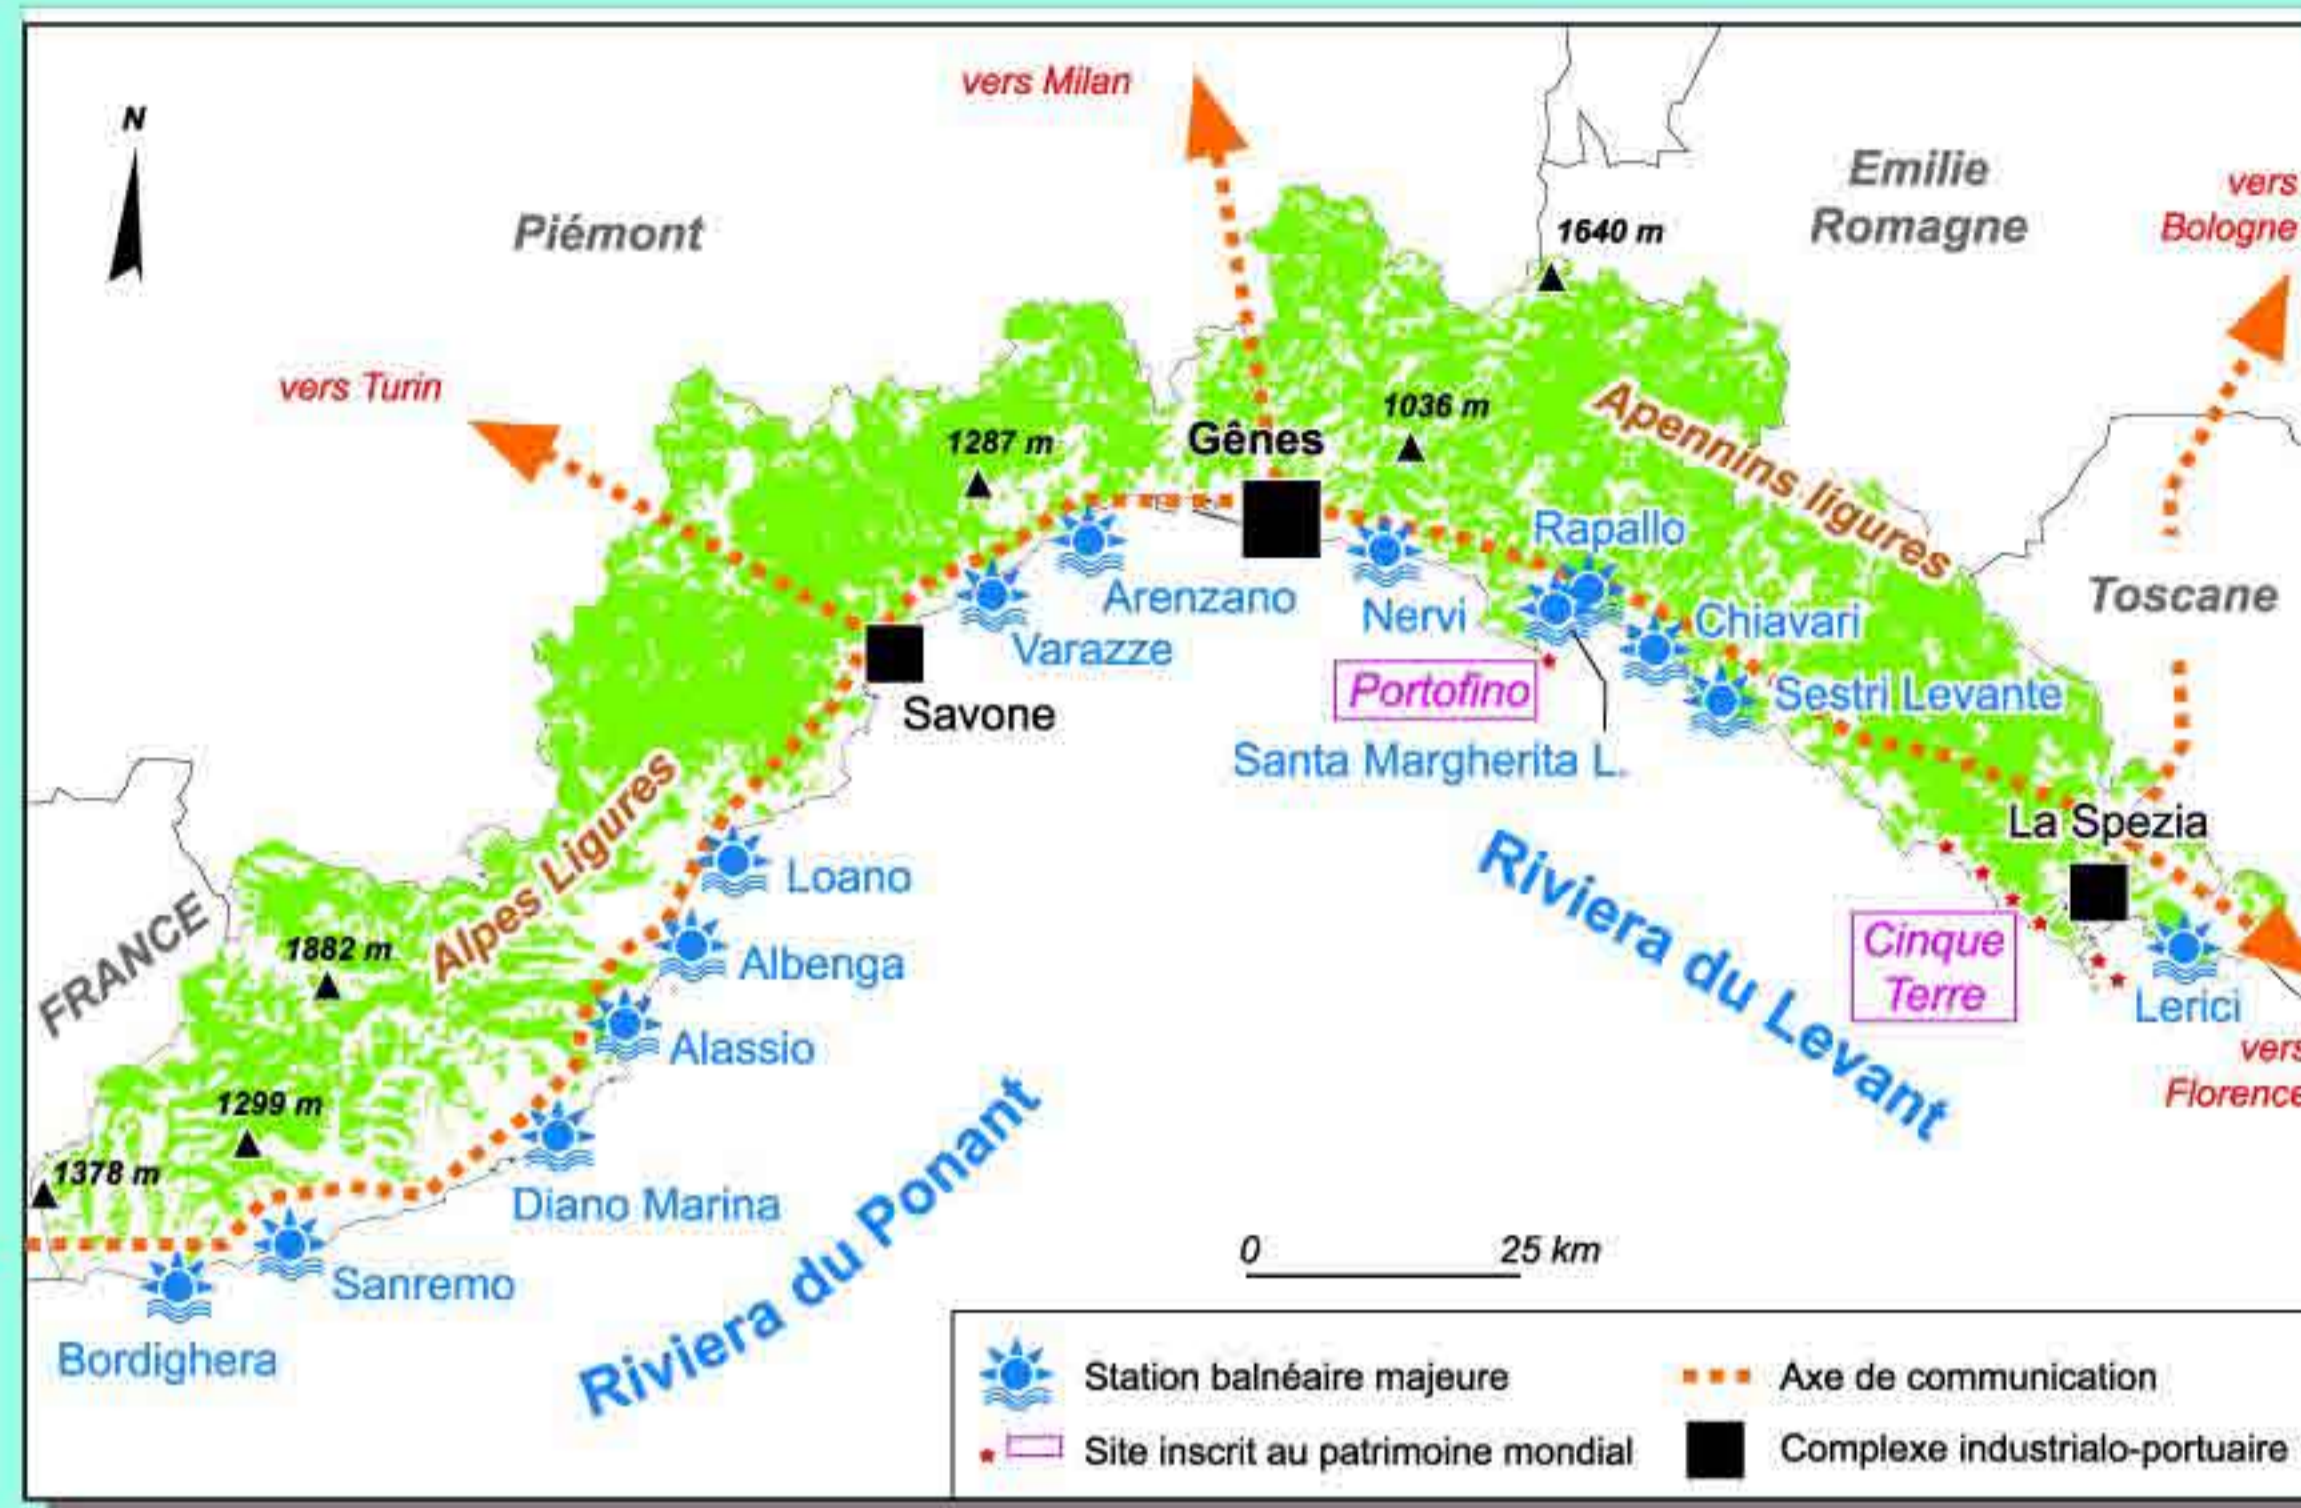 vers Milan
N
Emilie
Romagne
vers
Bologne
Piémont
1640 m
vers Turin
1036 m
1287 m
Gênes
Apennins ligures
Rapallo
Arenzano
Nervi
Toscane
Varazze
Chiavari
Portofino
Sestri Levante
Savone
Santa Margherita L.
Alpes Ligures
La Spezia
Loano
Riviera du Levant
FRANCE
1882 m
Albenga
Cinque
Terre
Lerici
Alassio
vers
Florence
1299 m
1378 m
Diano Marina
Riviera du Ponant
Sanremo
0 25 km
Bordighera
Station balnéaire majeure
Axe de communication
Site inscrit au patrimoine mondial
Complexe industrialo-portuaire